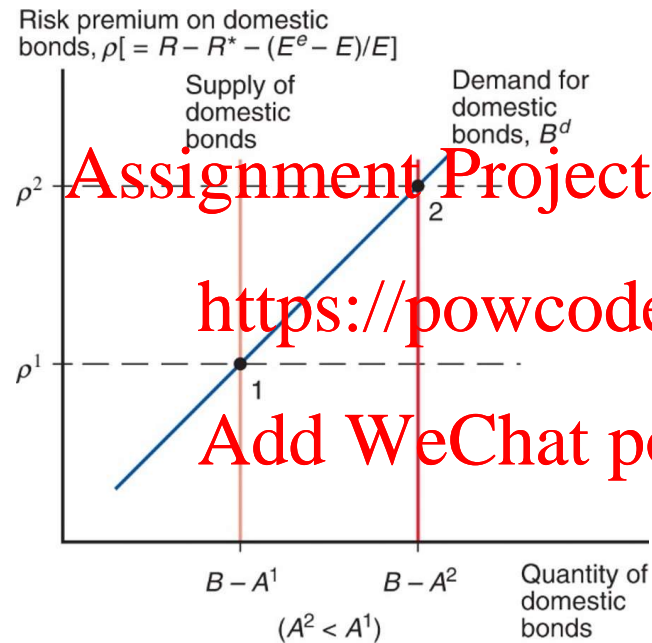 Risk premium on domestic
bonds, ρ[ = R – R* – (Eᵉ – E)/E]
Supply of
domestic
bonds
Demand for
domestic
bonds, Bᵈ
ρ²
Assignment Project
2
https://powcode
ρ¹
1
Add WeChat po
B – A¹
B – A²
(A² < A¹)
Quantity of
domestic
bonds